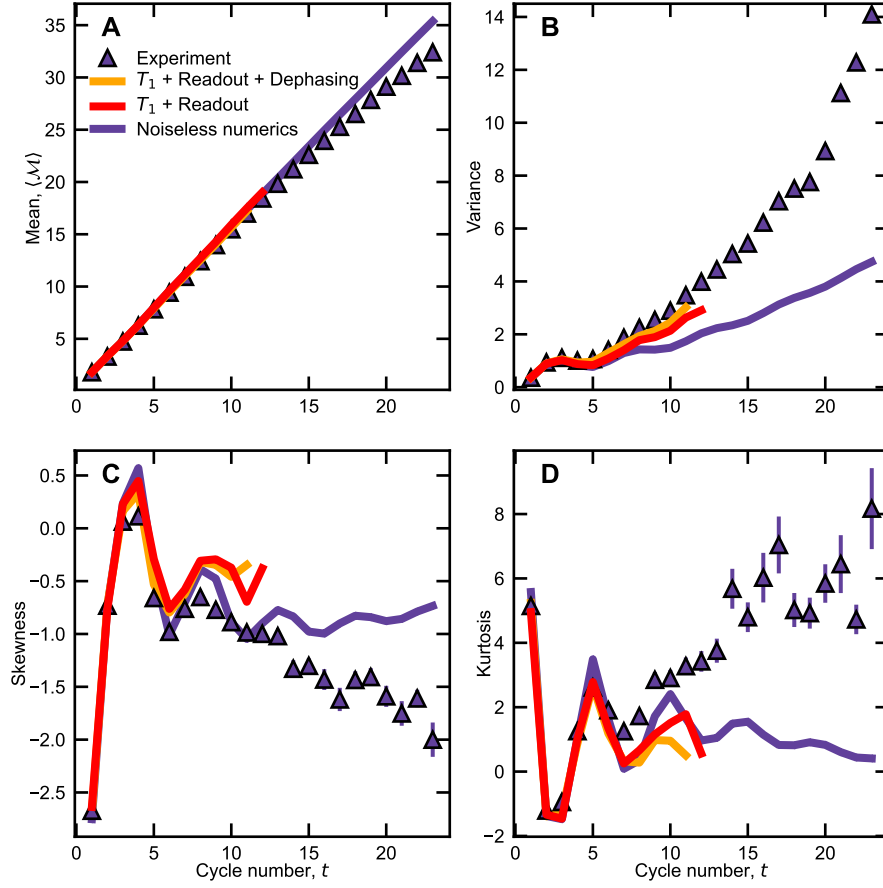 A
35
30
25
20
15
10
5
Mean, ⟨ℳ⟩
Experiment
T₁ + Readout + Dephasing
T₁ + Readout
Noiseless numerics
0 5 10 15 20
B
14
12
10
8
6
4
2
0
Variance
0 5 10 15 20
C
0.5
0.0
−0.5
−1.0
−1.5
−2.0
−2.5
Skewness
0 5 10 15 20
Cycle number, t
D
8
6
4
2
0
−2
Kurtosis
0 5 10 15 20
Cycle number, t